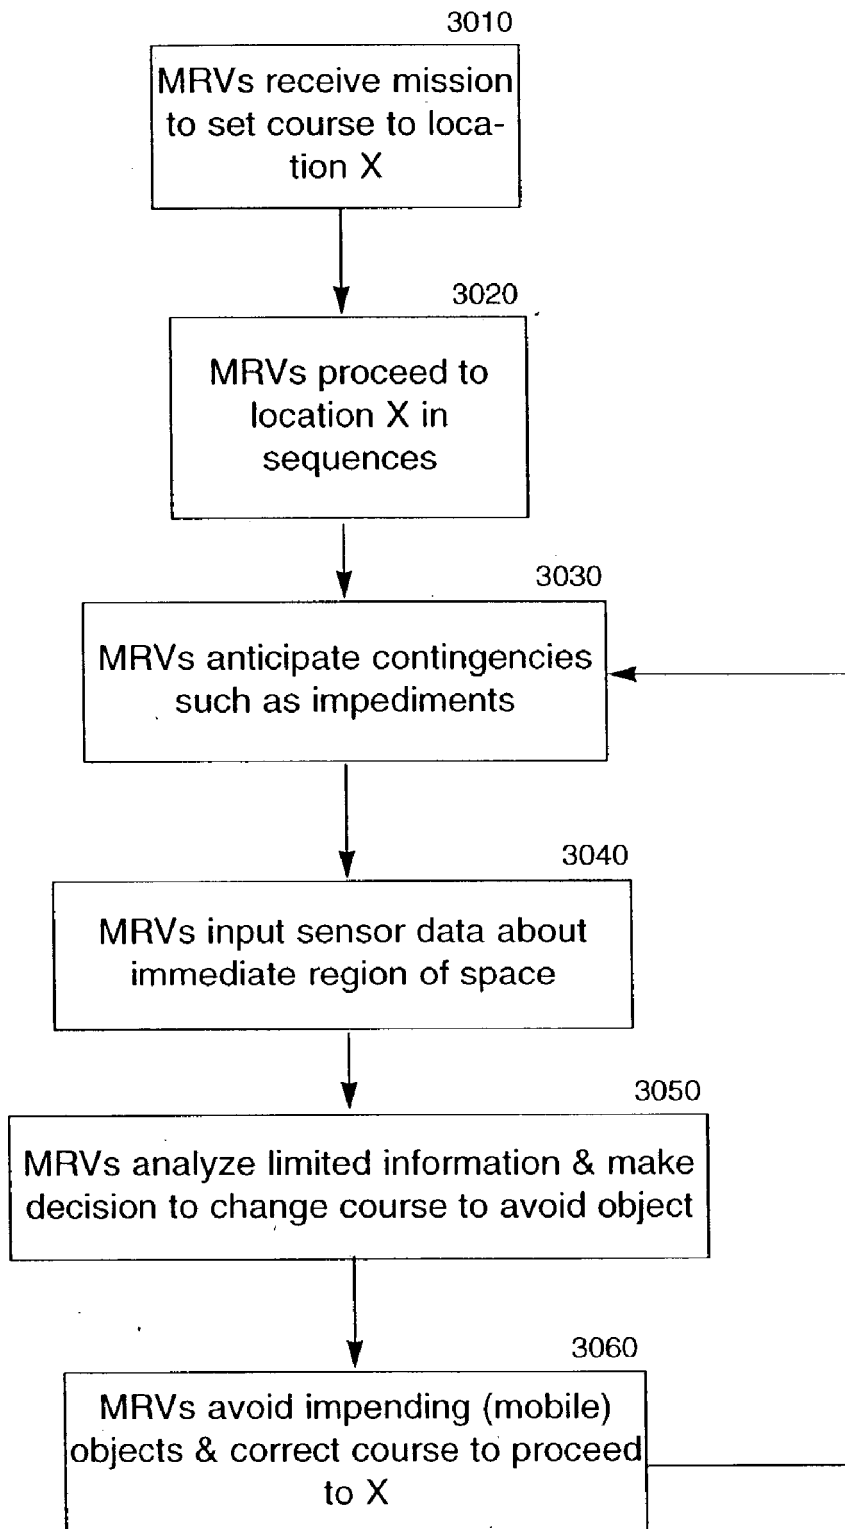 3010
MRVs receive mission
to set course to loca-
tion X
3020
MRVs proceed to
location X in
sequences
3030
MRVs anticipate contingencies
such as impediments
3040
MRVs input sensor data about
immediate region of space
3050
MRVs analyze limited information & make
decision to change course to avoid object
3060
MRVs avoid impending (mobile)
objects & correct course to proceed
to X